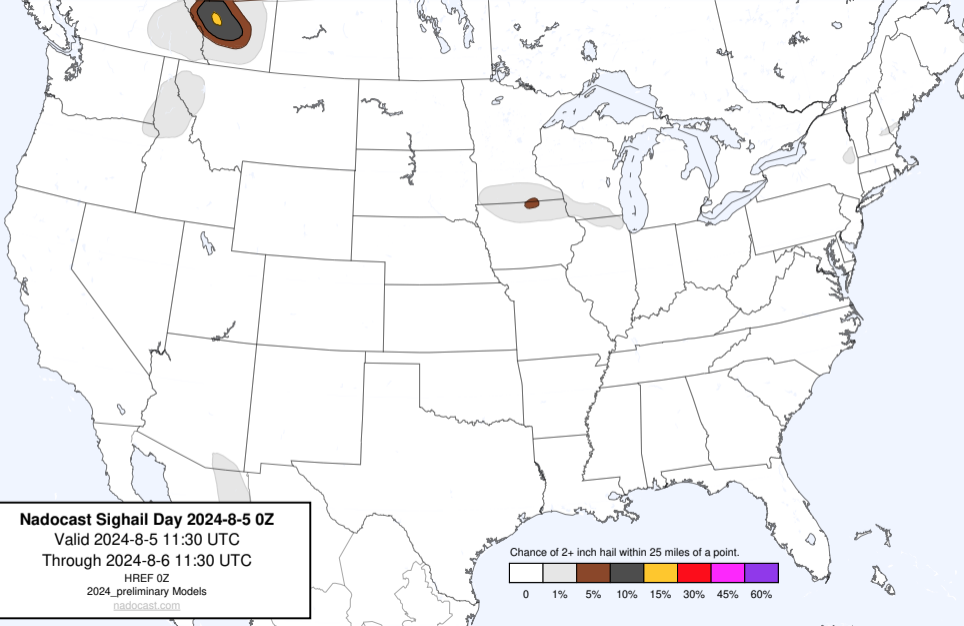 Nadocast Sighail Day 2024-8-5 0Z
Valid 2024-8-5 11:30 UTC
Through 2024-8-6 11:30 UTC
HREF 0Z
2024_preliminary Models
nadocast.com
Chance of 2+ inch hail within 25 miles of a point.
0 1% 5% 10% 15% 30% 45% 60%